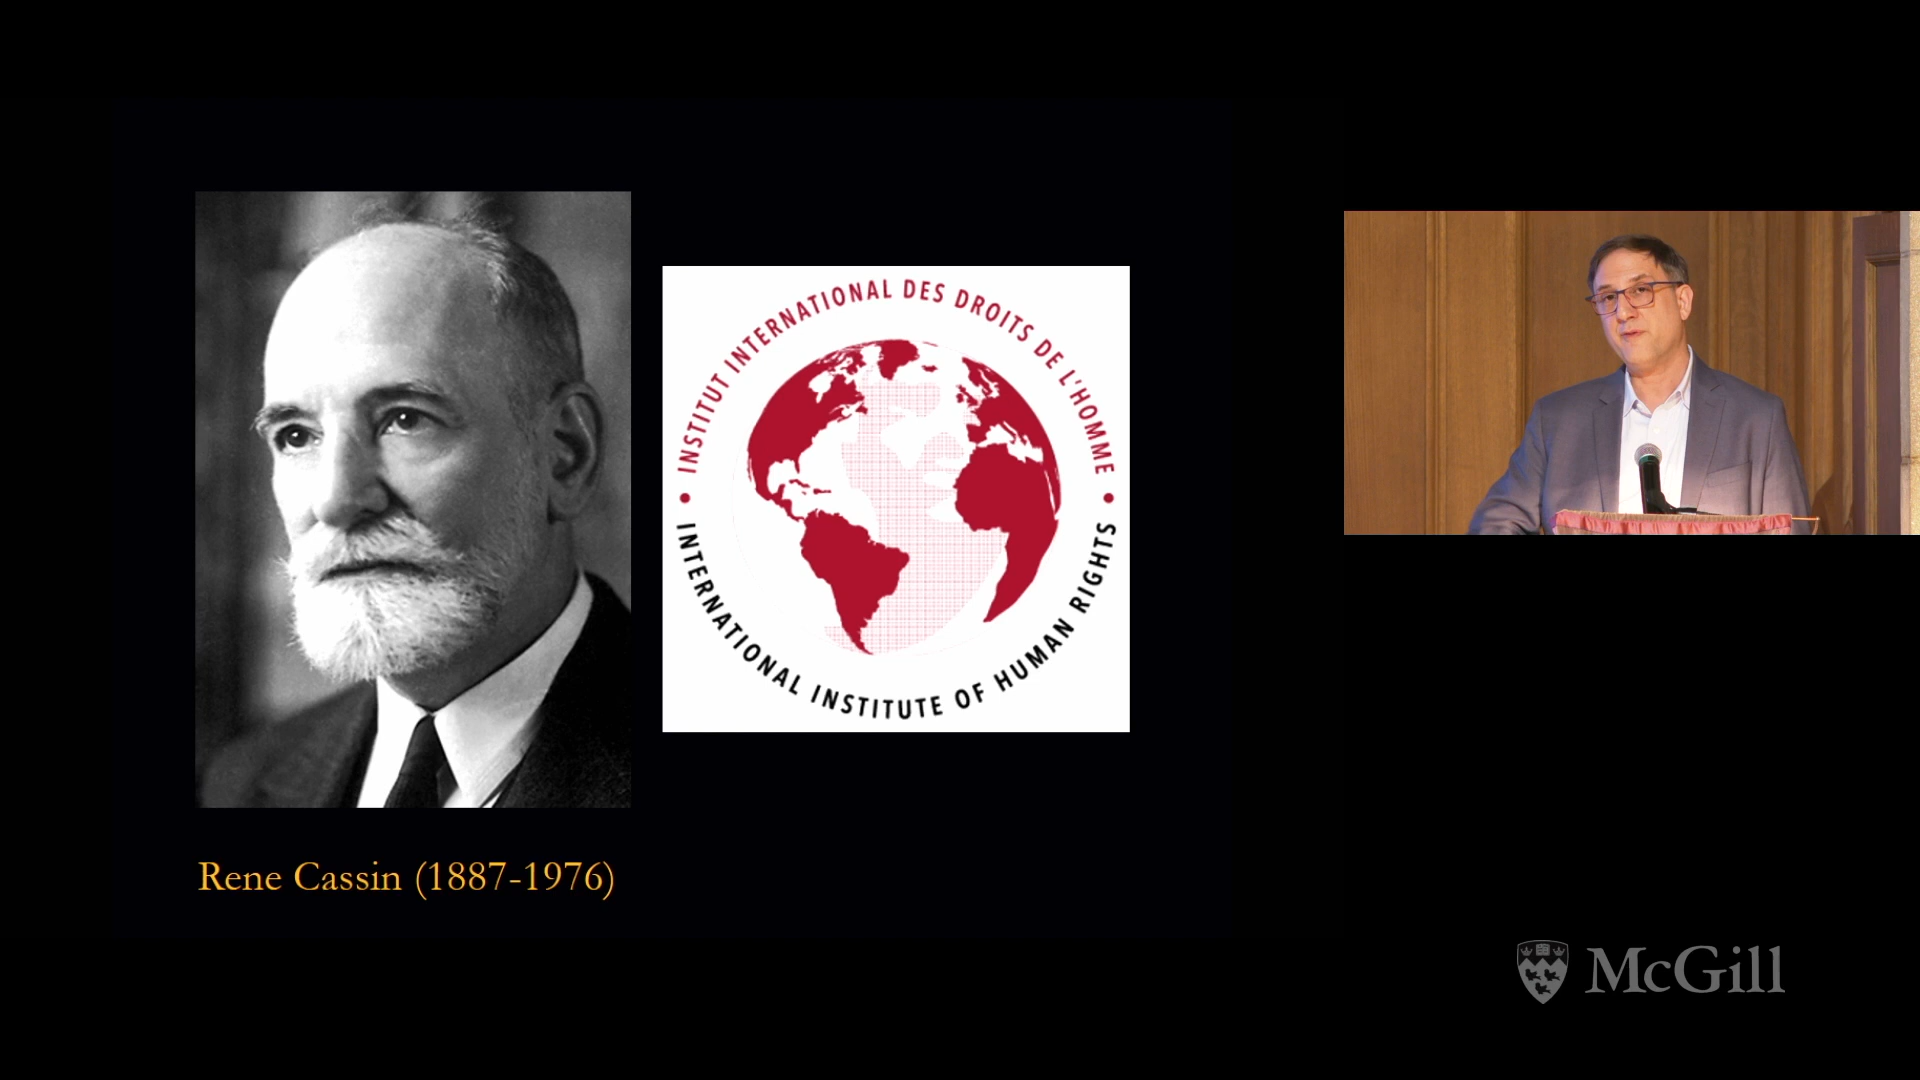 INSTITUT INTERNATIONAL DES DROITS DE L'HOMME
INTERNATIONAL INSTITUTE OF HUMAN RIGHTS
Rene Cassin (1887-1976)
McGill